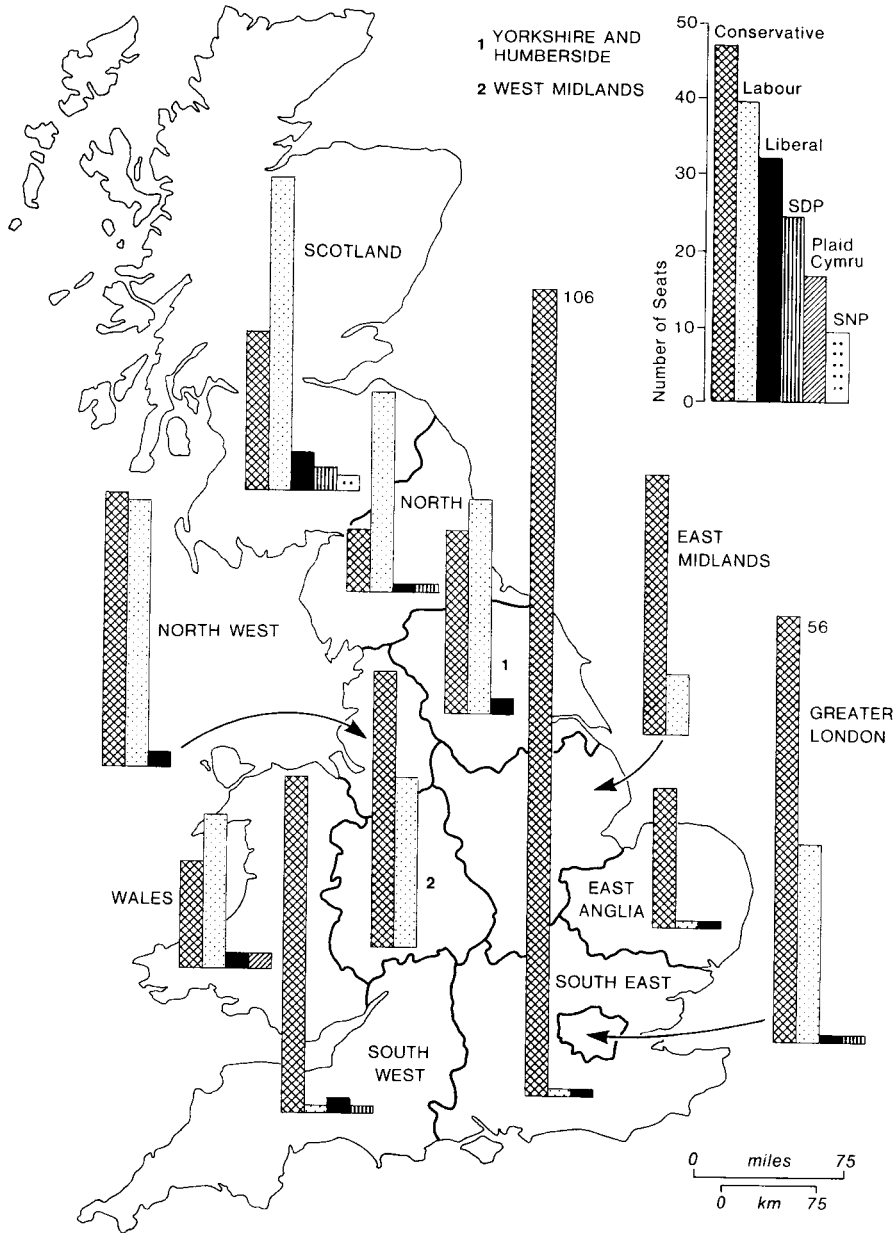 1 YORKSHIRE AND
HUMBERSIDE
2 WEST MIDLANDS
50
40
30
20
10
0
Number of Seats
Conservative
Labour
Liberal
SDP
Plaid
Cymru
SNP
SCOTLAND
106
NORTH
EAST
MIDLANDS
NORTH WEST
1
56
GREATER
LONDON
WALES
2
EAST
ANGLIA
SOUTH EAST
SOUTH
WEST
0 miles 75
0 km 75